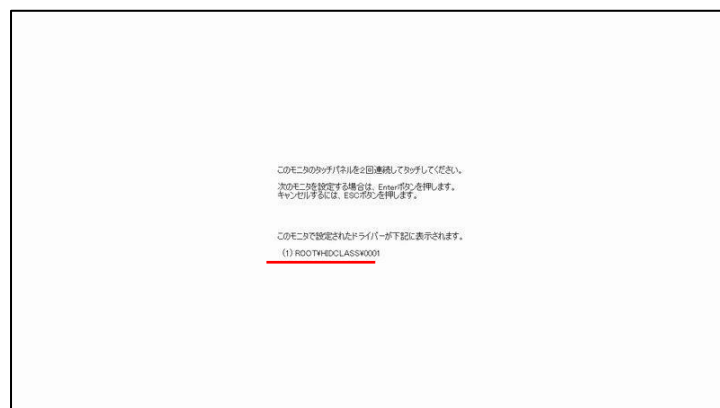 このモニタのタッチパネルを2回連続してタッチしてください。
次のモニタを設定する場合は、Enterボタンを押します。
キャンセルするには、ESCボタンを押します。
このモニタで設定されたドライバーが下記に表示されます。
(1) ROOT¥HIDCLASS¥0001